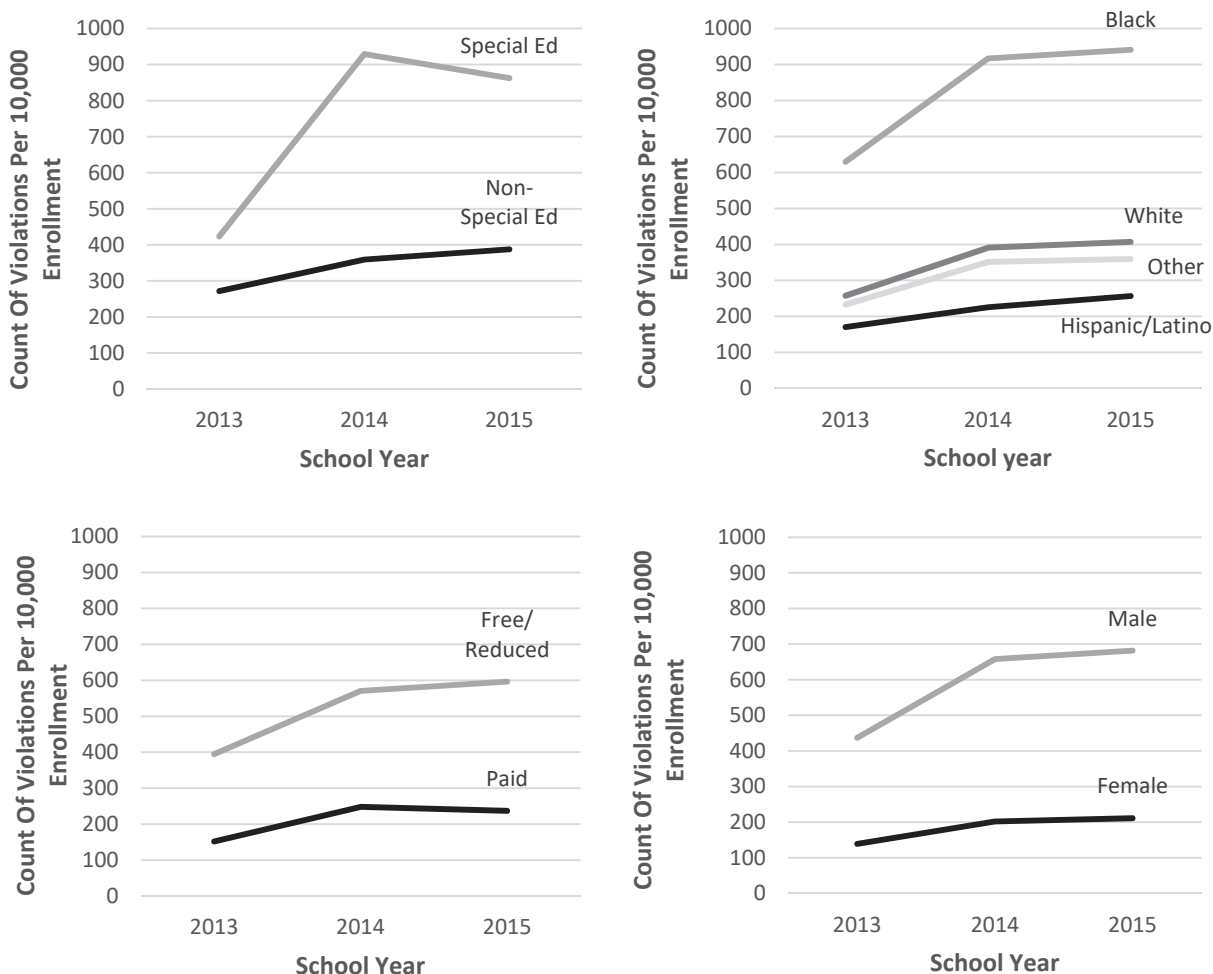 Count Of Violations Per 10,000
Enrollment
1000
900
800
700
600
500
400
300
200
100
0
Special Ed
Non-
Special Ed
2013
2014
2015
School Year
Count Of Violations Per 10,000
Enrollment
1000
900
800
700
600
500
400
300
200
100
0
Black
White
Other
Hispanic/Latino
2013
2014
2015
School year
Count Of Violations Per 10,000
Enrollment
1000
900
800
700
600
500
400
300
200
100
0
Free/
Reduced
Paid
2013
2014
2015
School Year
Count Of Violations Per 10,000
Enrollment
1000
900
800
700
600
500
400
300
200
100
0
Male
Female
2013
2014
2015
School Year